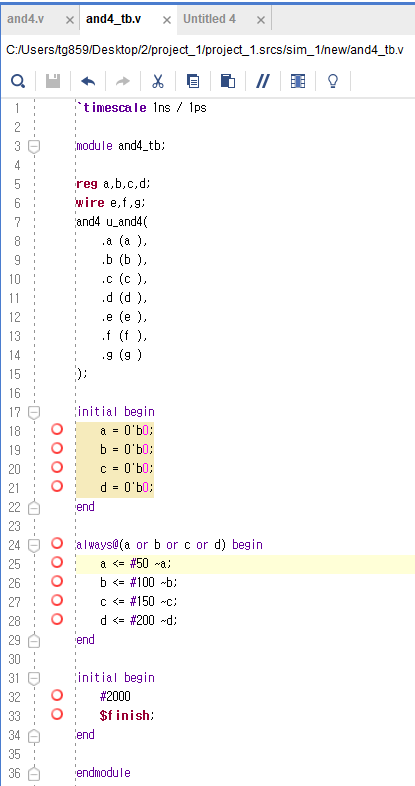 and4.v × and4_tb.v × Untitled 4 ×
C:/Users/tg859/Desktop/2/project_1/project_1.srcs/sim_1/new/and4_tb.v
1 `timescale 1ns / 1ps
2
3 module and4_tb;
4
5 reg a,b,c,d;
6 wire e,f,g;
7 and4 u_and4(
8 .a (a ),
9 .b (b ),
10 .c (c ),
11 .d (d ),
12 .e (e ),
13 .f (f ),
14 .g (g )
15 );
16
17 initial begin
18 a = 0'b0;
19 b = 0'b0;
20 c = 0'b0;
21 d = 0'b0;
22 end
23
24 always@(a or b or c or d) begin
25 a <= #50 ~a;
26 b <= #100 ~b;
27 c <= #150 ~c;
28 d <= #200 ~d;
29 end
30
31 initial begin
32 #2000
33 $finish;
34 end
35
36 endmodule